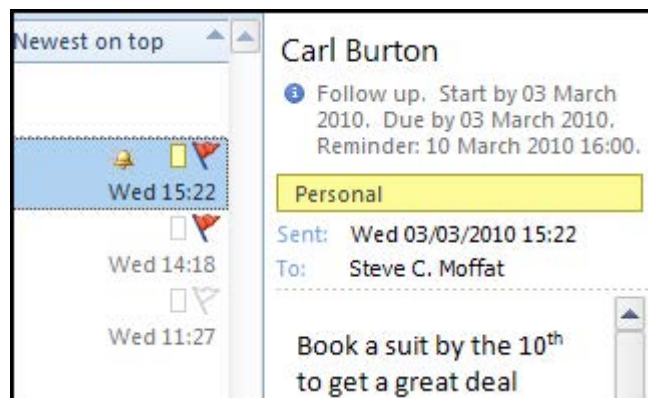 Newest on top
Wed 15:22
Wed 14:18
Wed 11:27
Carl Burton
Follow up. Start by 03 March
2010. Due by 03 March 2010.
Reminder: 10 March 2010 16:00.
Personal
Sent: Wed 03/03/2010 15:22
To: Steve C. Moffat
Book a suit by the 10th
to get a great deal